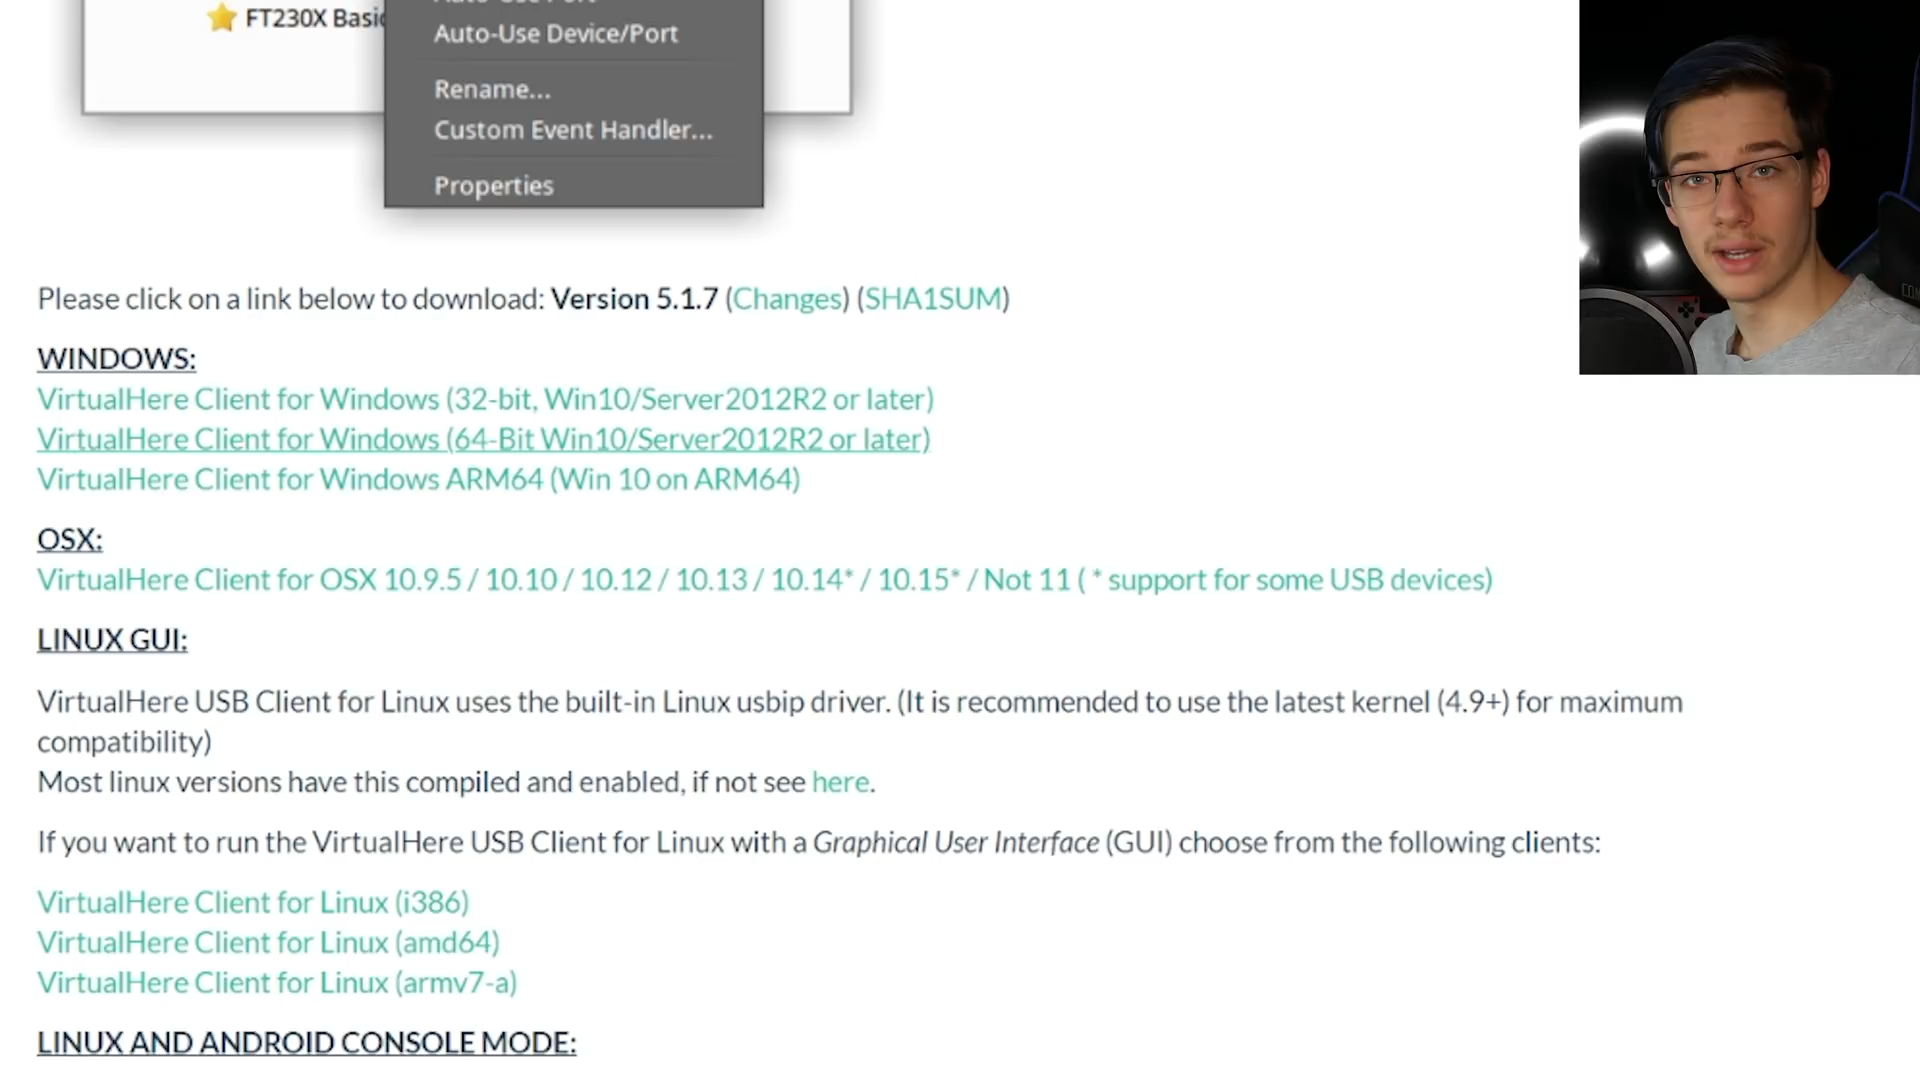 FT230X Basic
Auto-Use Port
Auto-Use Device/Port
Rename...
Custom Event Handler...
Properties
Please click on a link below to download: Version 5.1.7 (Changes) (SHA1SUM)
WINDOWS:
VirtualHere Client for Windows (32-bit, Win10/Server2012R2 or later)
VirtualHere Client for Windows (64-Bit Win10/Server2012R2 or later)
VirtualHere Client for Windows ARM64 (Win 10 on ARM64)
OSX:
VirtualHere Client for OSX 10.9.5 / 10.10 / 10.12 / 10.13 / 10.14* / 10.15* / Not 11 ( * support for some USB devices)
LINUX GUI:
VirtualHere USB Client for Linux uses the built-in Linux usbip driver. (It is recommended to use the latest kernel (4.9+) for maximum
compatibility)
Most linux versions have this compiled and enabled, if not see here.
If you want to run the VirtualHere USB Client for Linux with a Graphical User Interface (GUI) choose from the following clients:
VirtualHere Client for Linux (i386)
VirtualHere Client for Linux (amd64)
VirtualHere Client for Linux (armv7-a)
LINUX AND ANDROID CONSOLE MODE: